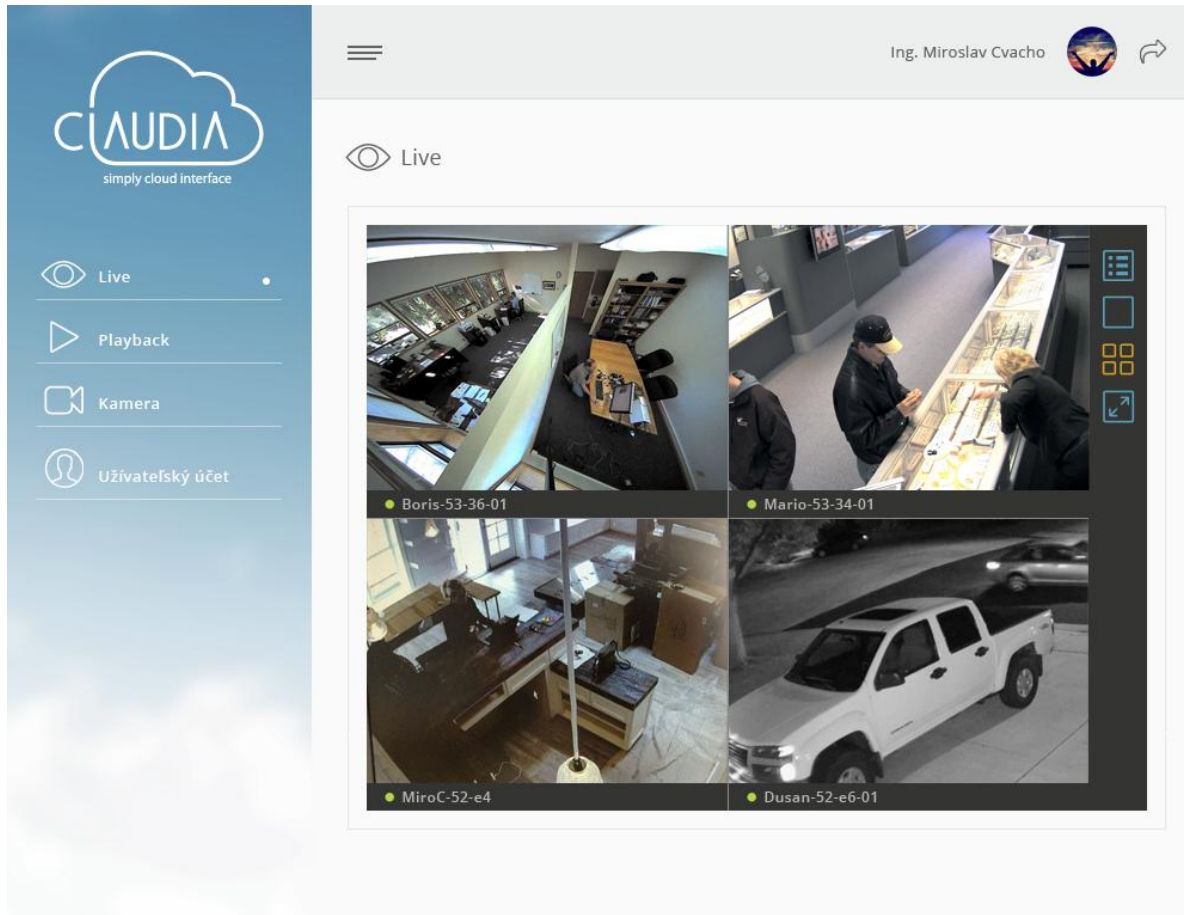 CLAUDIA
simply cloud interface
Live
Playback
Kamera
Užívateľský účet
Ing. Miroslav Cvacho
Live
Boris-53-36-01
Mario-53-34-01
MiroC-52-e4
Dusan-52-e6-01